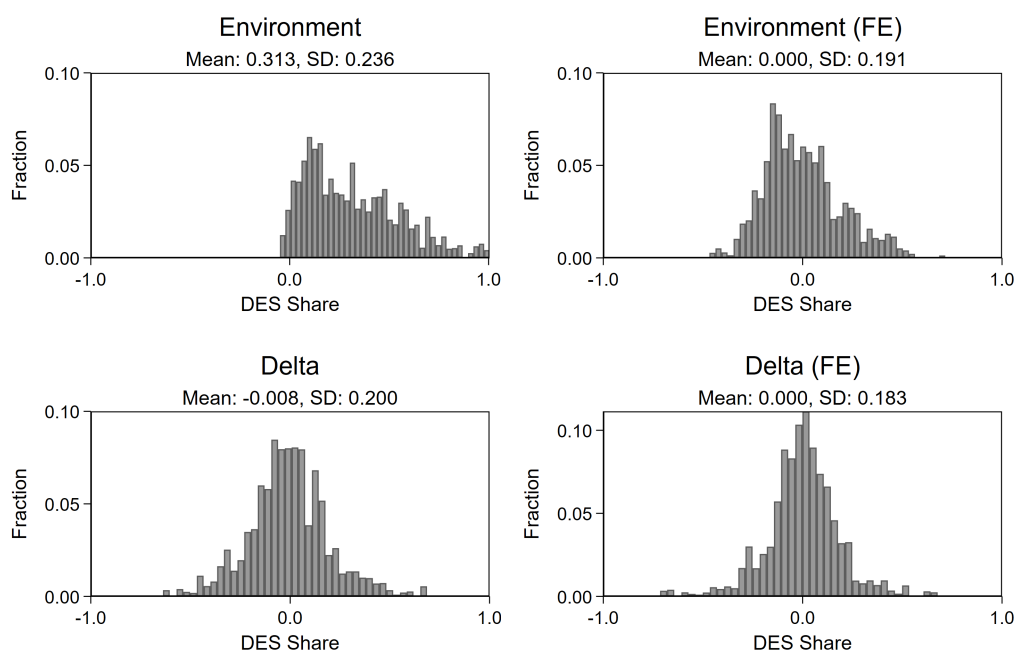 Environment
Mean: 0.313, SD: 0.236
0.10
0.05
0.00
Fraction
-1.0 0.0 1.0
DES Share
Environment (FE)
Mean: 0.000, SD: 0.191
0.10
0.05
0.00
Fraction
-1.0 0.0 1.0
DES Share
Delta
Mean: -0.008, SD: 0.200
0.10
0.05
0.00
Fraction
-1.0 0.0 1.0
DES Share
Delta (FE)
Mean: 0.000, SD: 0.183
0.10
0.05
0.00
Fraction
-1.0 0.0 1.0
DES Share